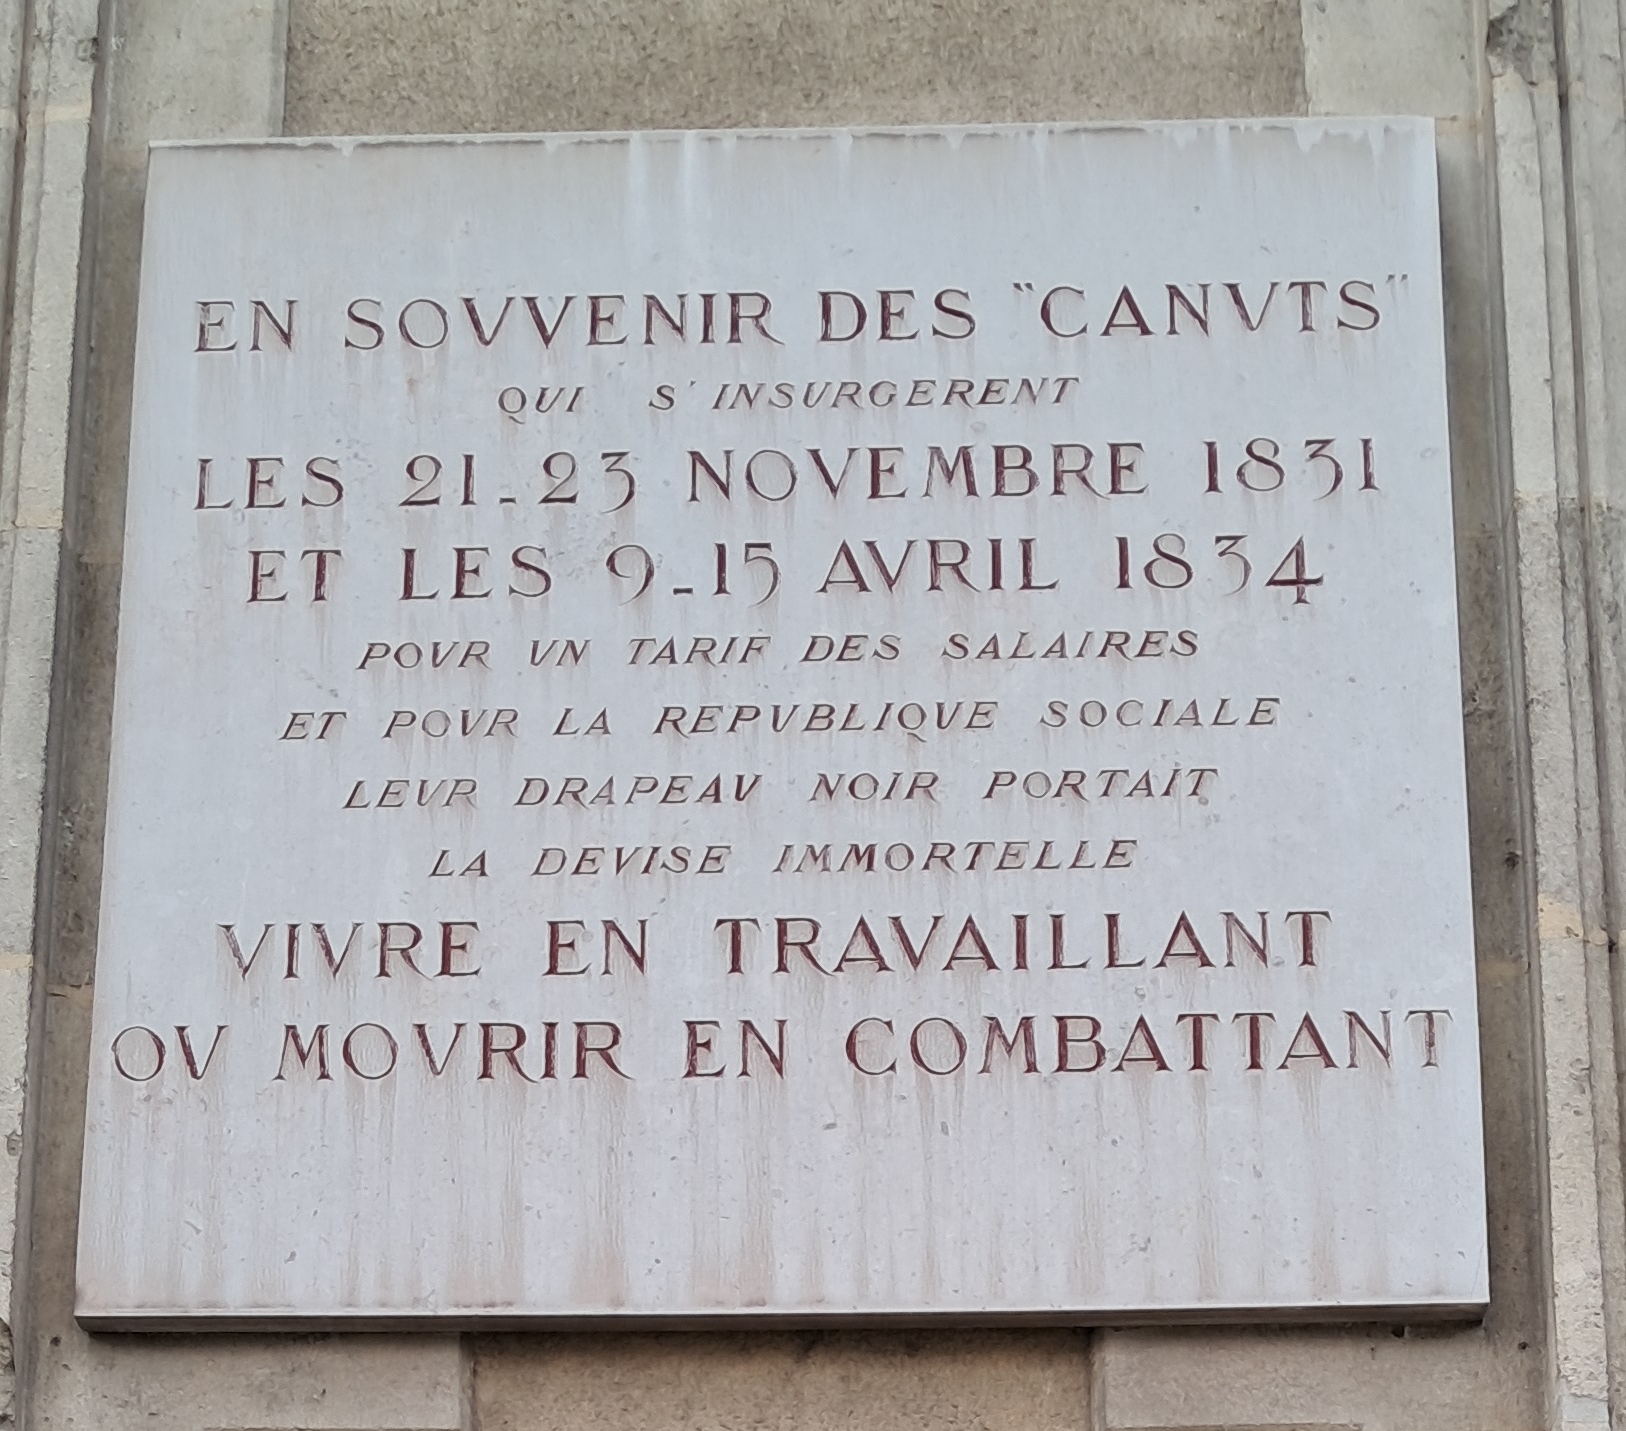 EN SOVVENIR DES "CANVTS"
QUI S'INSURGERENT
LES 21-23 NOVEMBRE 1831
ET LES 9-15 AVRIL 1834
POVR VN TARIF DES SALAIRES
ET POVR LA REPVBLIQVE SOCIALE
LEVR DRAPEAV NOIR PORTAIT
LA DEVISE IMMORTELLE
VIVRE EN TRAVAILLANT
OV MOVRIR EN COMBATTANT